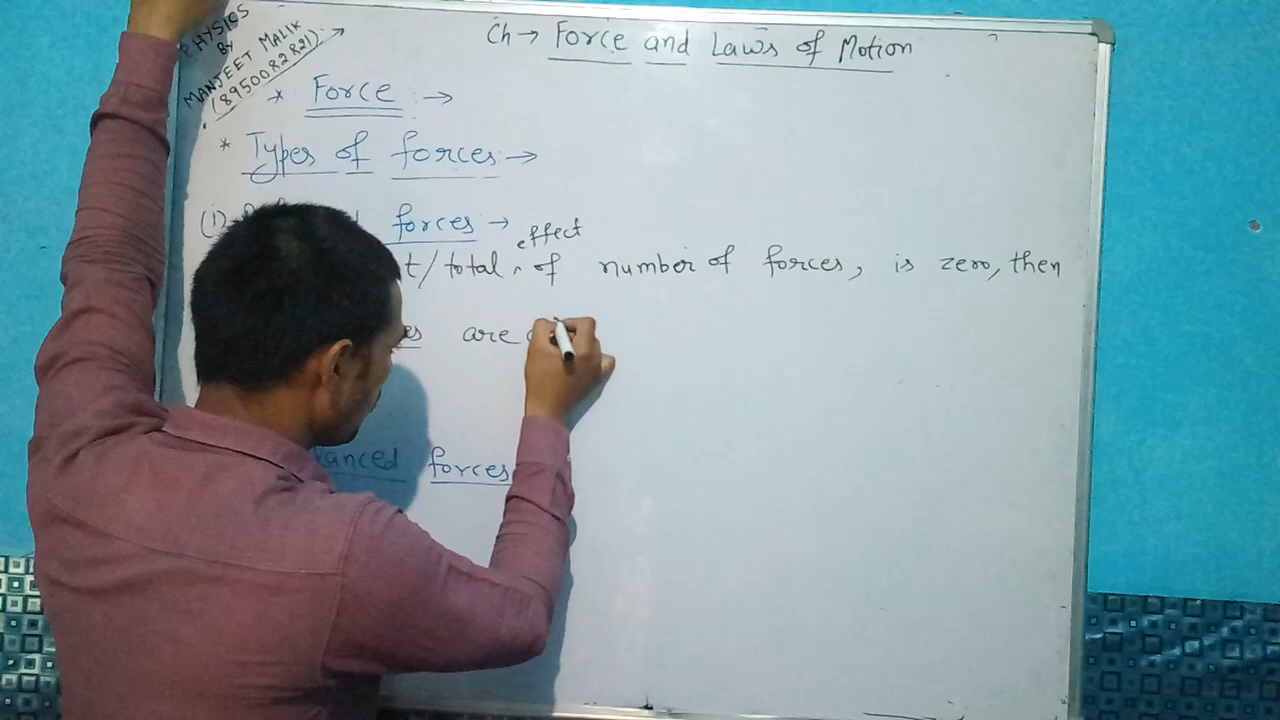 PHYSICS
BY
MANJEET MALIK
(8950082821) →
Ch → Force and Laws of Motion
* Force →
* Types of forces →
(i) forces →
effect
t/total ^ of number of forces, is zero, then
es are
anced forces